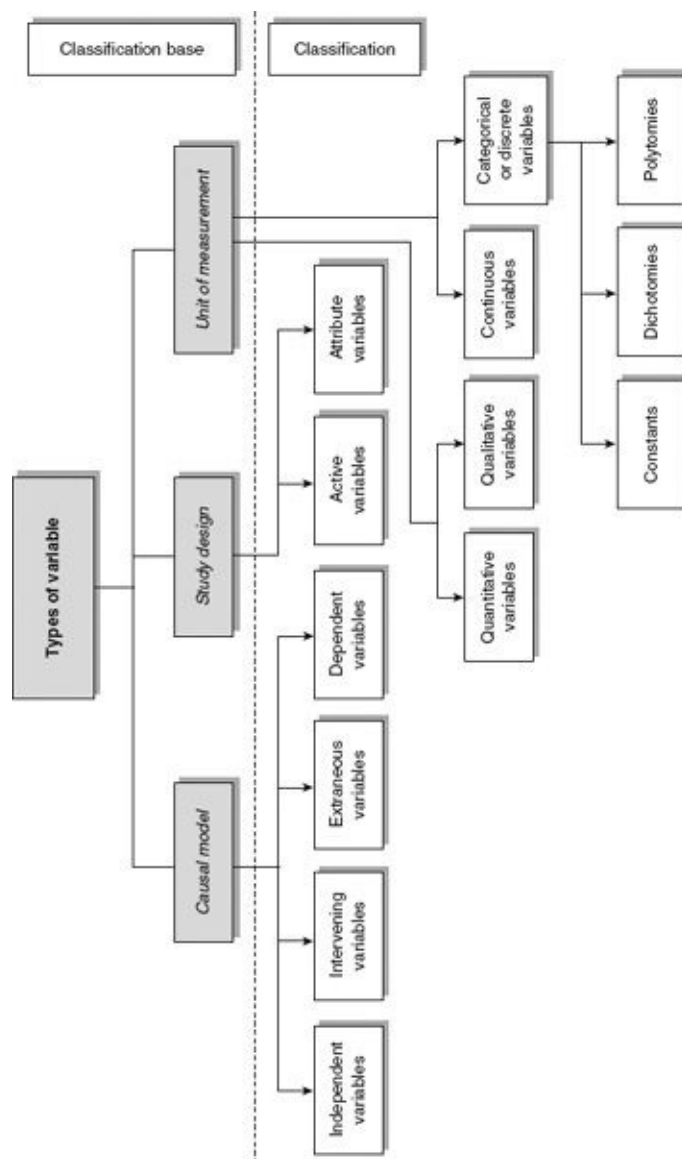 Types of variable
Classification base
Causal model
Study design
Unit of measurement
Classification
Independent
variables
Intervening
variables
Extraneous
variables
Dependent
variables
Active
variables
Attribute
variables
Quantitative
variables
Qualitative
variables
Continuous
variables
Categorical
or discrete
variables
Constants
Dichotomies
Polytomies